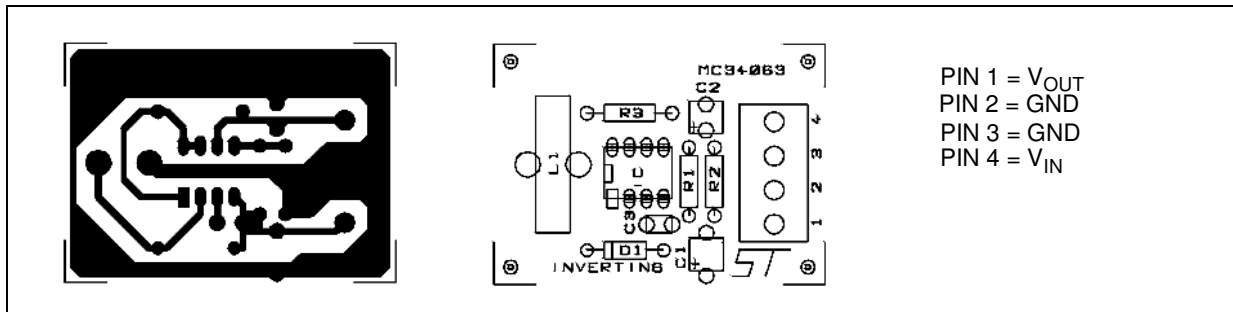 MC34063
C2
R3
L1
R1
R2
C3
D1
C1
INVERTING
ST
4
3
2
1
PIN 1 = VOUT
PIN 2 = GND
PIN 3 = GND
PIN 4 = VIN